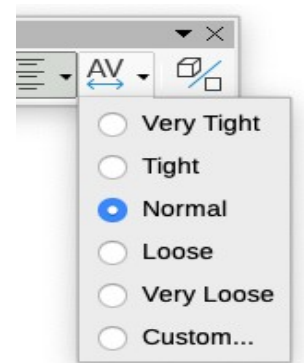 AV
Very Tight
Tight
Normal
Loose
Very Loose
Custom...